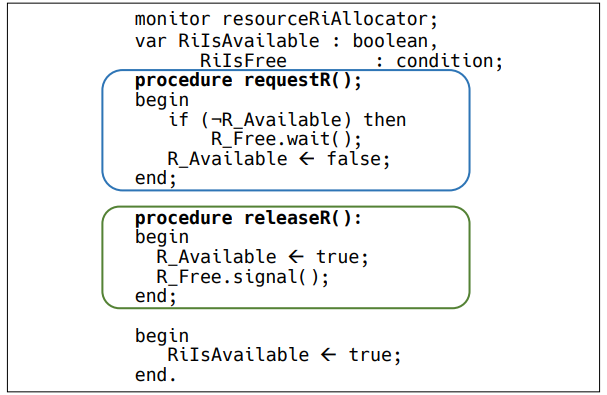 monitor resourceRiAllocator;
var RiIsAvailable : boolean,
RiIsFree : condition;
procedure requestR();
begin
if (¬R_Available) then
R_Free.wait();
R_Available ← false;
end;
procedure releaseR():
begin
R_Available ← true;
R_Free.signal();
end;
begin
RiIsAvailable ← true;
end.